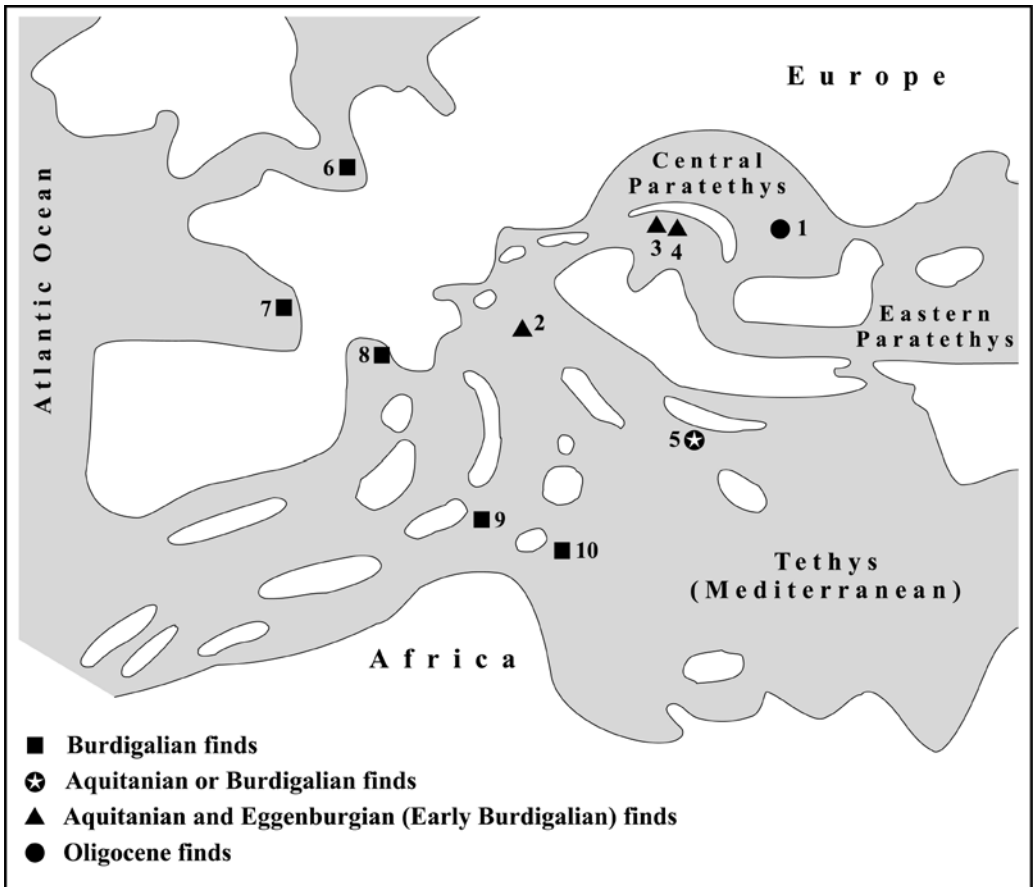 Europe
Central
Paratethys
6
1
3
4
Atlantic Ocean
7
2
Eastern
Paratethys
8
5
9
10
Tethys
(Mediterranean)
Africa
Burdigalian finds
Aquitanian or Burdigalian finds
Aquitanian and Eggenburgian (Early Burdigalian) finds
Oligocene finds